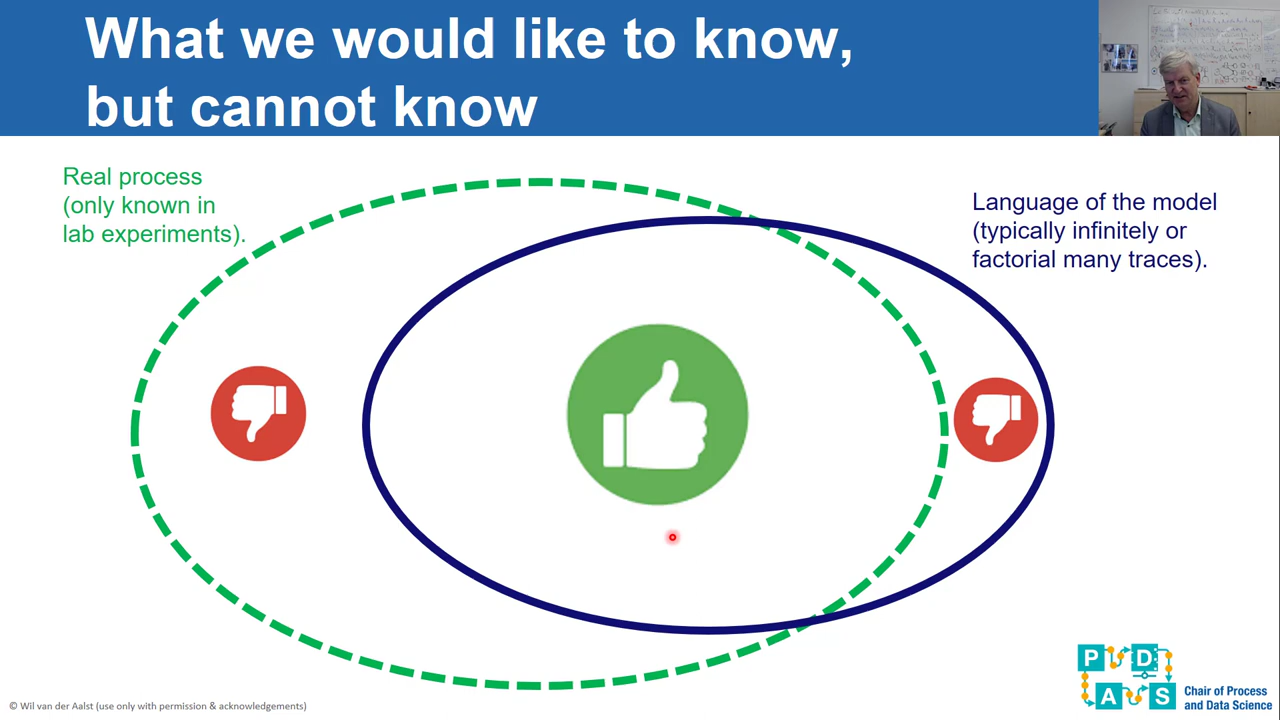 What we would like to know,
but cannot know
Real process
(only known in
lab experiments).
Language of the model
(typically infinitely or
factorial many traces).
© Wil van der Aalst (use only with permission & acknowledgements)
P D
A S
Chair of Process
and Data Science